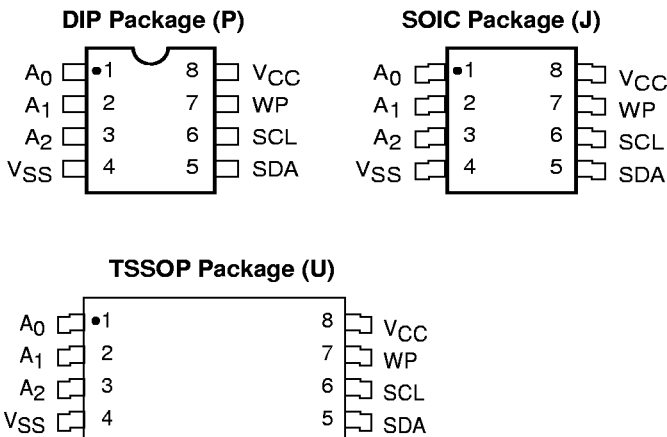 DIP Package (P)
A0 1 8 VCC
A1 2 7 WP
A2 3 6 SCL
VSS 4 5 SDA
SOIC Package (J)
A0 1 8 VCC
A1 2 7 WP
A2 3 6 SCL
VSS 4 5 SDA
TSSOP Package (U)
A0 1 8 VCC
A1 2 7 WP
A2 3 6 SCL
VSS 4 5 SDA